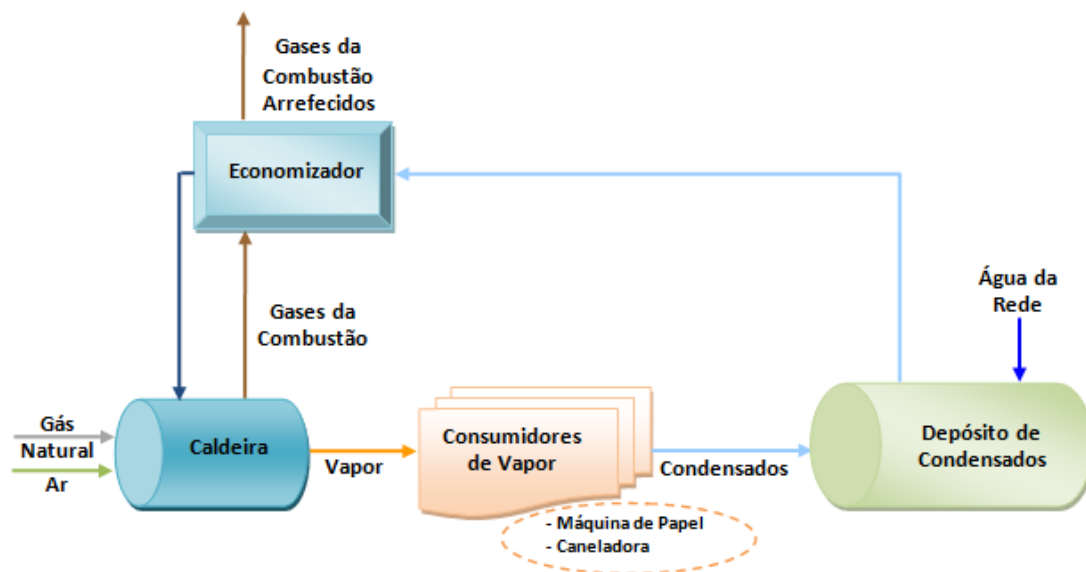 Gases da
Combustão
Arrefecidos
Economizador
Gases da
Combustão
Água da
Rede
Gás
Natural
Ar
Caldeira
Vapor
Consumidores
de Vapor
Condensados
Depósito de
Condensados
- Máquina de Papel
- Caneladora